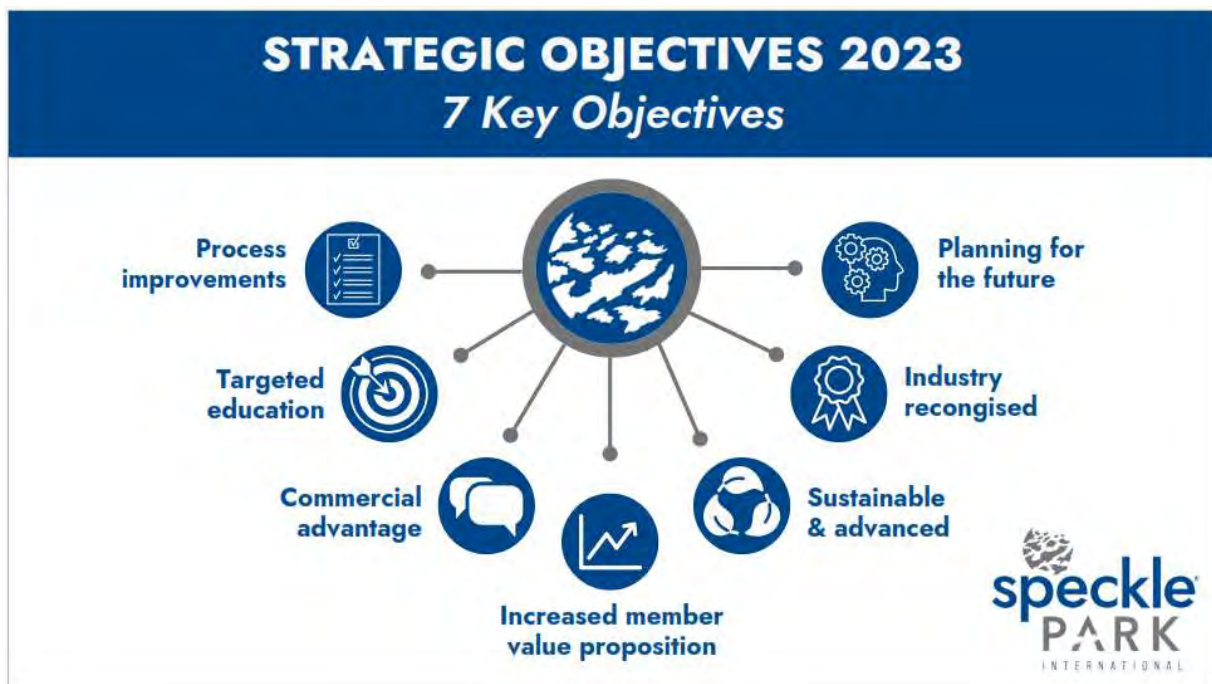 STRATEGIC OBJECTIVES 2023
7 Key Objectives
Process
improvements
Targeted
education
Commercial
advantage
Increased member
value proposition
Sustainable
& advanced
Industry
recongised
Planning for
the future
speckle
PARK
INTERNATIONAL